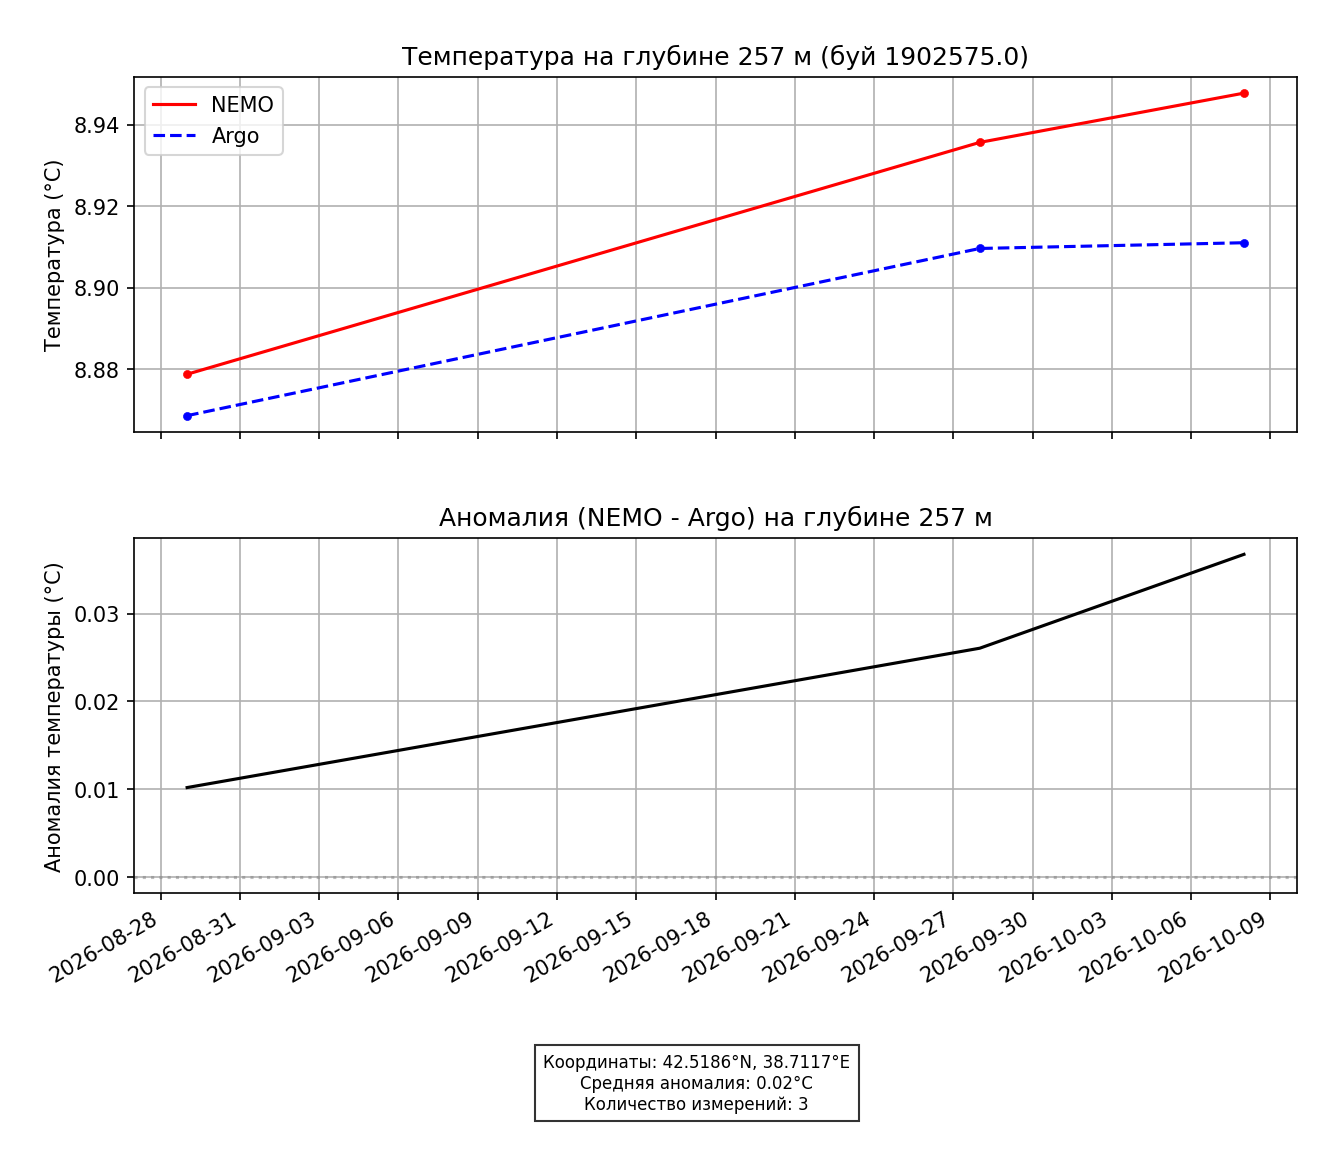 Температура на глубине 257 м (буй 1902575.0)
NEMO
Argo
Температура (°C)
8.94
8.92
8.90
8.88
Аномалия (NEMO - Argo) на глубине 257 м
Аномалия температуры (°C)
0.03
0.02
0.01
0.00
2026-08-28
2026-08-31
2026-09-03
2026-09-06
2026-09-09
2026-09-12
2026-09-15
2026-09-18
2026-09-21
2026-09-24
2026-09-27
2026-09-30
2026-10-03
2026-10-06
2026-10-09
Координаты: 42.5186°N, 38.7117°E
Средняя аномалия: 0.02°C
Количество измерений: 3